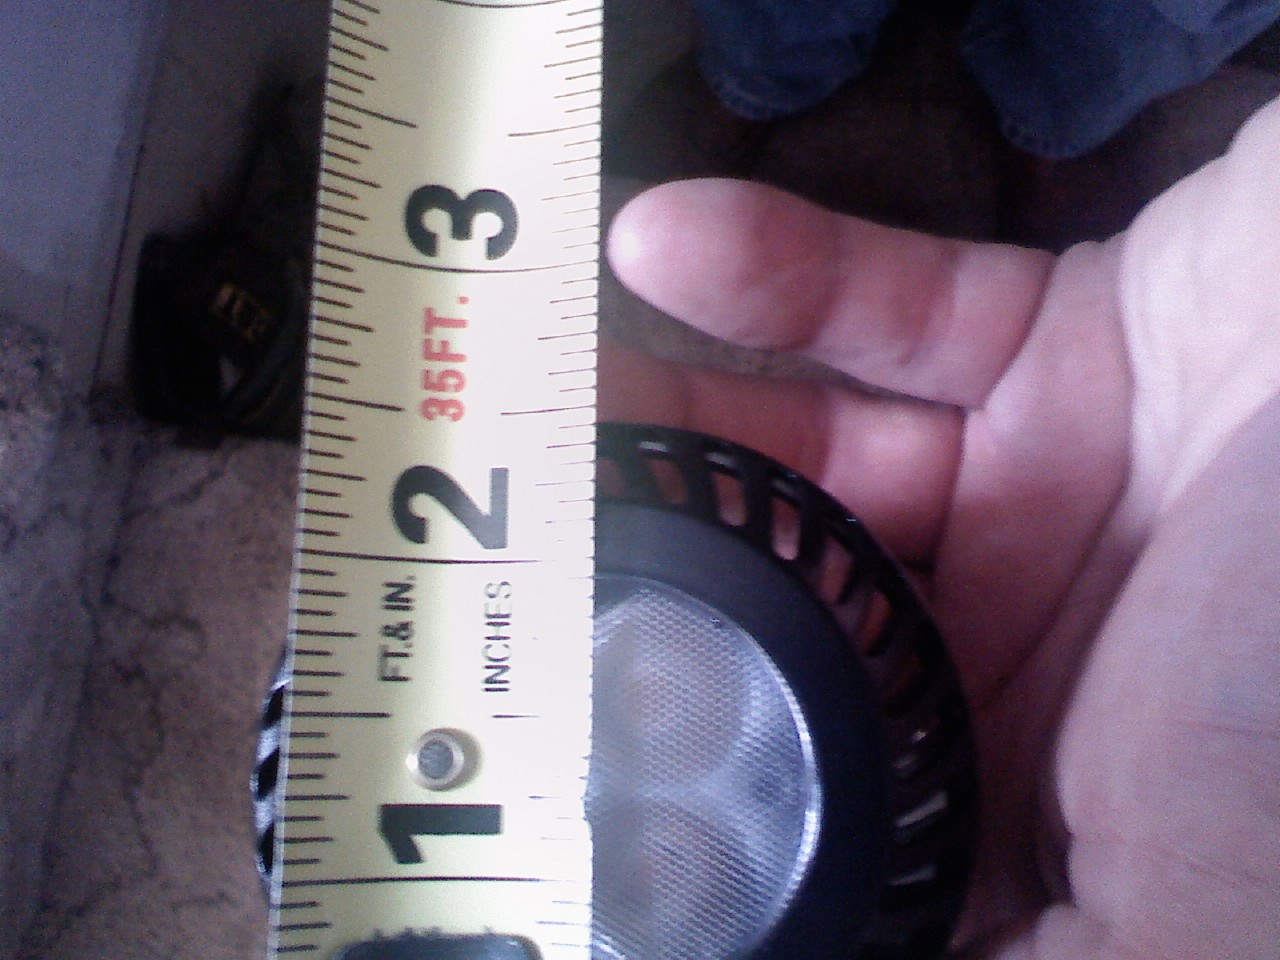 3
35FT.
2
FT.& IN.
INCHES
1